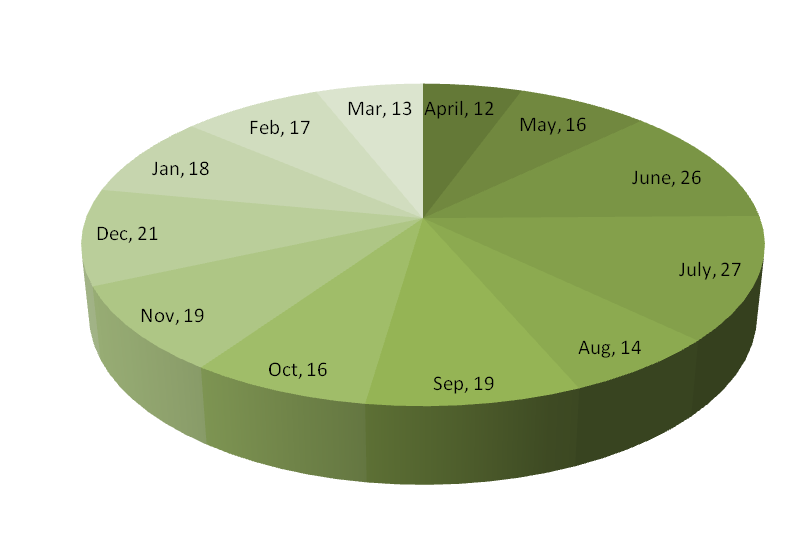 April, 12
May, 16
June, 26
July, 27
Aug, 14
Sep, 19
Oct, 16
Nov, 19
Dec, 21
Jan, 18
Feb, 17
Mar, 13